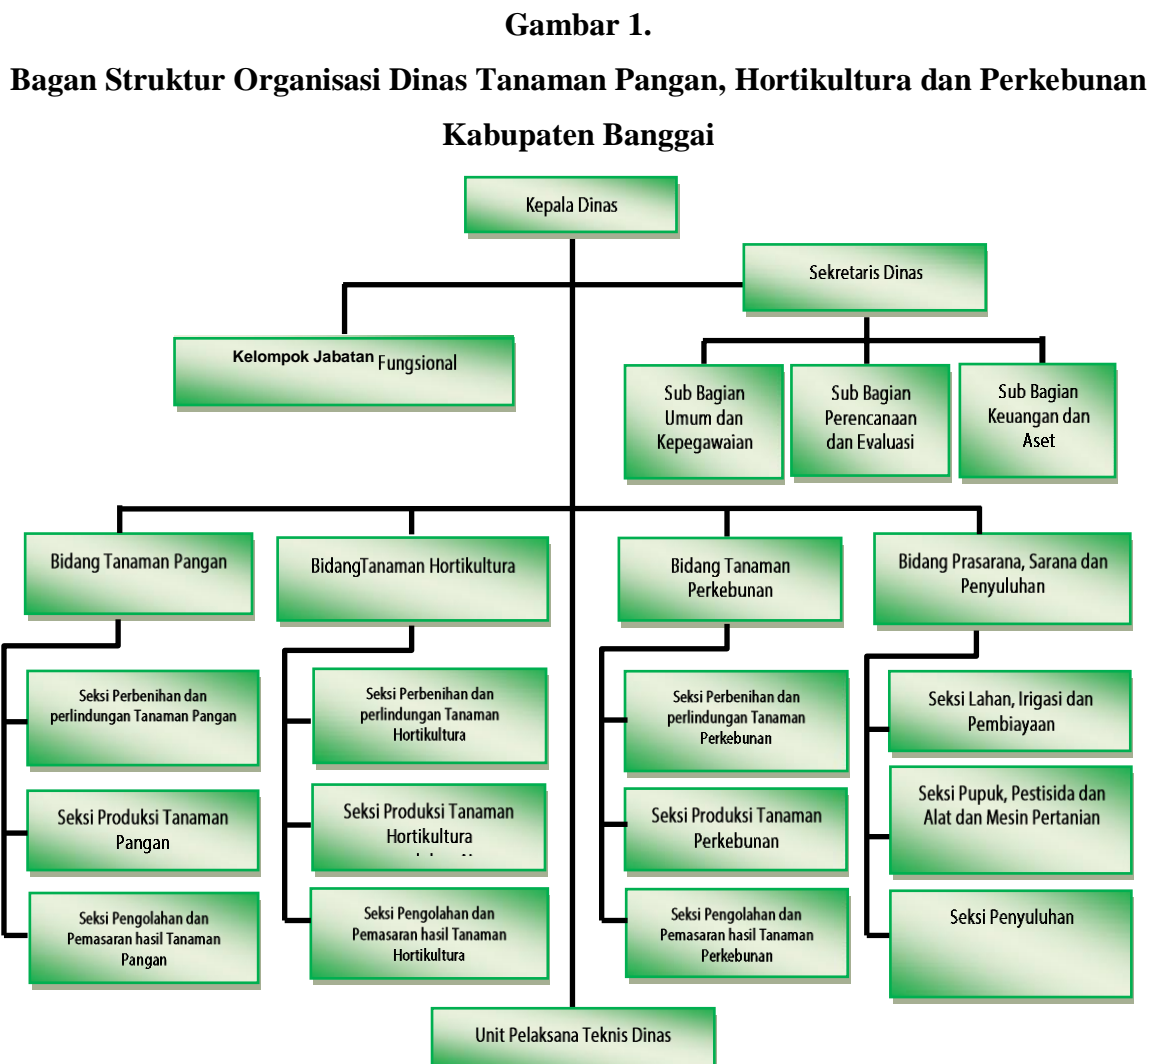 Gambar 1.
Bagan Struktur Organisasi Dinas Tanaman Pangan, Hortikultura dan Perkebunan
Kabupaten Banggai
Kepala Dinas
Sekretaris Dinas
Kelompok Jabatan Fungsional
Sub Bagian
Umum dan
Kepegawaian
Sub Bagian
Perencanaan
dan Evaluasi
Sub Bagian
Keuangan dan
Aset
Bidang Tanaman Pangan
BidangTanaman Hortikultura
Bidang Tanaman
Perkebunan
Bidang Prasarana, Sarana dan
Penyuluhan
Seksi Perbenihan dan
perlindungan Tanaman Pangan
Seksi Produksi Tanaman
Pangan
Seksi Pengolahan dan
Pemasaran hasil Tanaman
Pangan
Seksi Perbenihan dan
perlindungan Tanaman
Hortikultura
Seksi Produksi Tanaman
Hortikultura
Seksi Pengolahan dan
Pemasaran hasil Tanaman
Hortikultura
Seksi Perbenihan dan
perlindungan Tanaman
Perkebunan
Seksi Produksi Tanaman
Perkebunan
Seksi Pengolahan dan
Pemasaran hasil Tanaman
Perkebunan
Seksi Lahan, Irigasi dan
Pembiayaan
Seksi Pupuk, Pestisida dan
Alat dan Mesin Pertanian
Seksi Penyuluhan
Unit Pelaksana Teknis Dinas